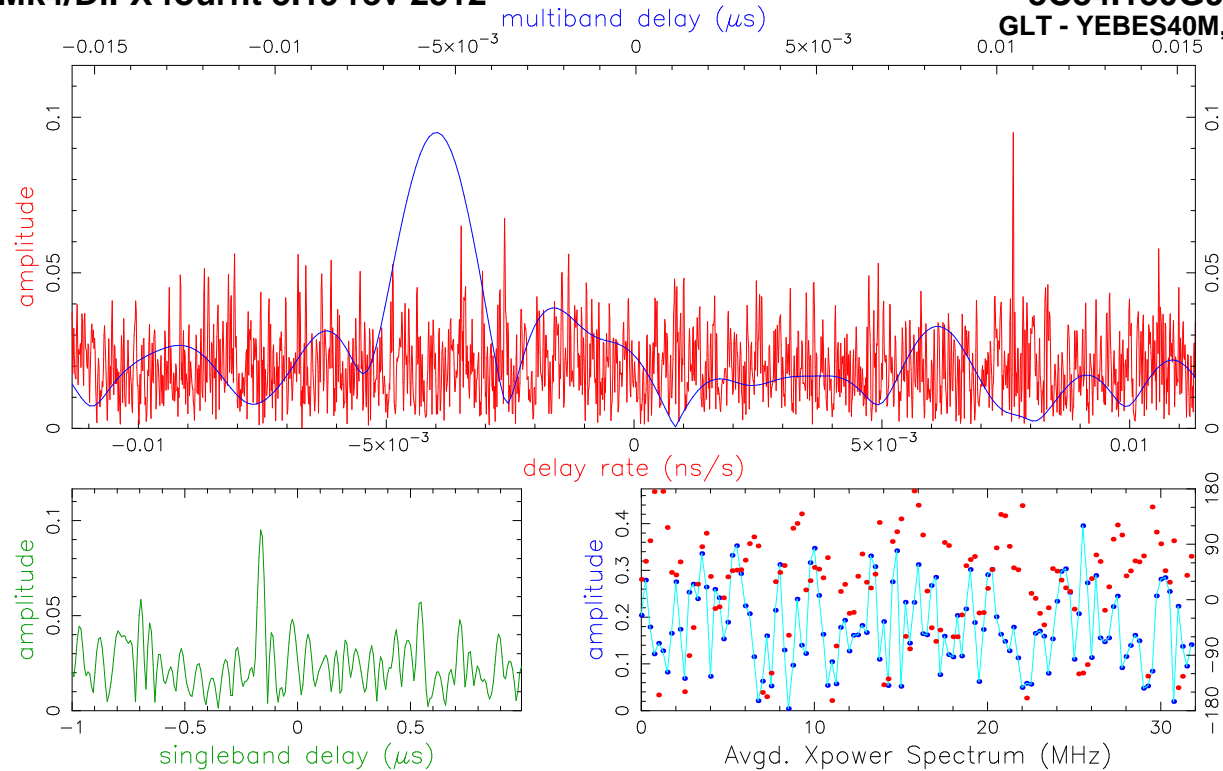 multiband delay (μs)
GLT - YEBES40M,
−0.015 −0.01 −5×10⁻³ 0 5×10⁻³ 0.01 0.015
amplitude
0 0.05 0.1
0 0.05 0.1
−0.01 −5×10⁻³ 0 5×10⁻³ 0.01
delay rate (ns/s)
amplitude
0 0.05 0.1
−1 −0.5 0 0.5
singleband delay (μs)
amplitude
0 0.1 0.2 0.3 0.4
−180 −90 0 90 180
0 10 20 30
Avgd. Xpower Spectrum (MHz)